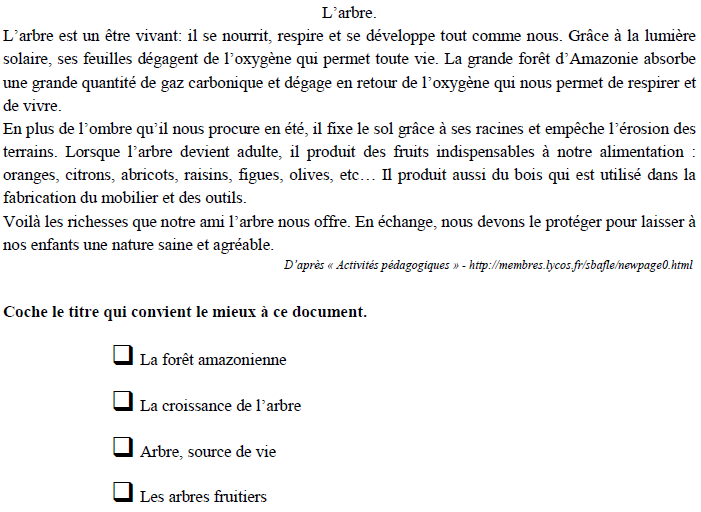 L’arbre.
L’arbre est un être vivant: il se nourrit, respire et se développe tout comme nous. Grâce à la lumière
solaire, ses feuilles dégagent de l’oxygène qui permet toute vie. La grande forêt d’Amazonie absorbe
une grande quantité de gaz carbonique et dégage en retour de l’oxygène qui nous permet de respirer et
de vivre.
En plus de l’ombre qu’il nous procure en été, il fixe le sol grâce à ses racines et empêche l’érosion des
terrains. Lorsque l’arbre devient adulte, il produit des fruits indispensables à notre alimentation :
oranges, citrons, abricots, raisins, figues, olives, etc… Il produit aussi du bois qui est utilisé dans la
fabrication du mobilier et des outils.
Voilà les richesses que notre ami l’arbre nous offre. En échange, nous devons le protéger pour laisser à
nos enfants une nature saine et agréable.
D’après « Activités pédagogiques » - http://membres.lycos.fr/sbafle/newpage0.html
Coche le titre qui convient le mieux à ce document.
❑ La forêt amazonienne
❑ La croissance de l’arbre
❑ Arbre, source de vie
❑ Les arbres fruitiers